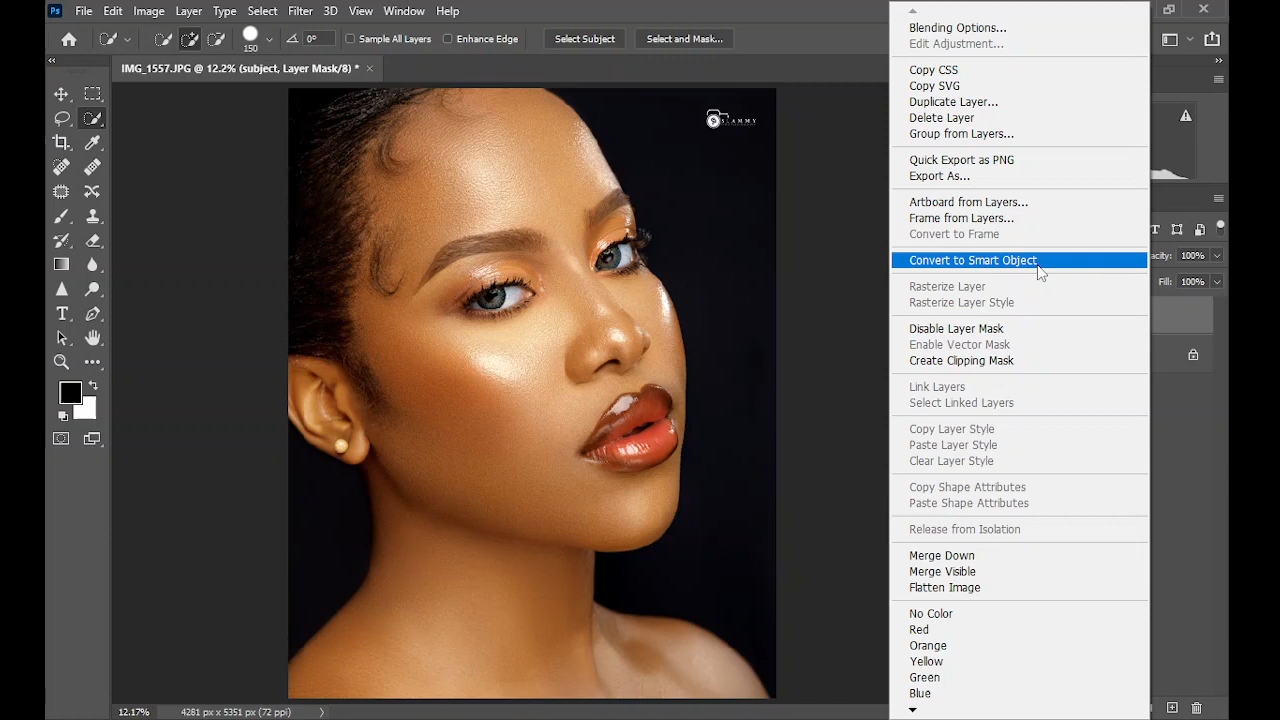 Ps File Edit Image Layer Type Select Filter 3D View Window Help
150 0° Sample All Layers Enhance Edge Select Subject Select and Mask...
IMG_1557.JPG @ 12.2% (subject, Layer Mask/8) *
SLAMMY
Blending Options...
Edit Adjustment...
Copy CSS
Copy SVG
Duplicate Layer...
Delete Layer
Group from Layers...
Quick Export as PNG
Export As...
Artboard from Layers...
Frame from Layers...
Convert to Frame
Convert to Smart Object
Rasterize Layer
Rasterize Layer Style
Disable Layer Mask
Enable Vector Mask
Create Clipping Mask
Link Layers
Select Linked Layers
Copy Layer Style
Paste Layer Style
Clear Layer Style
Copy Shape Attributes
Paste Shape Attributes
Release from Isolation
Merge Down
Merge Visible
Flatten Image
No Color
Red
Orange
Yellow
Green
Blue
acity: 100%
Fill: 100%
12.17% 4281 px x 5351 px (72 ppi)